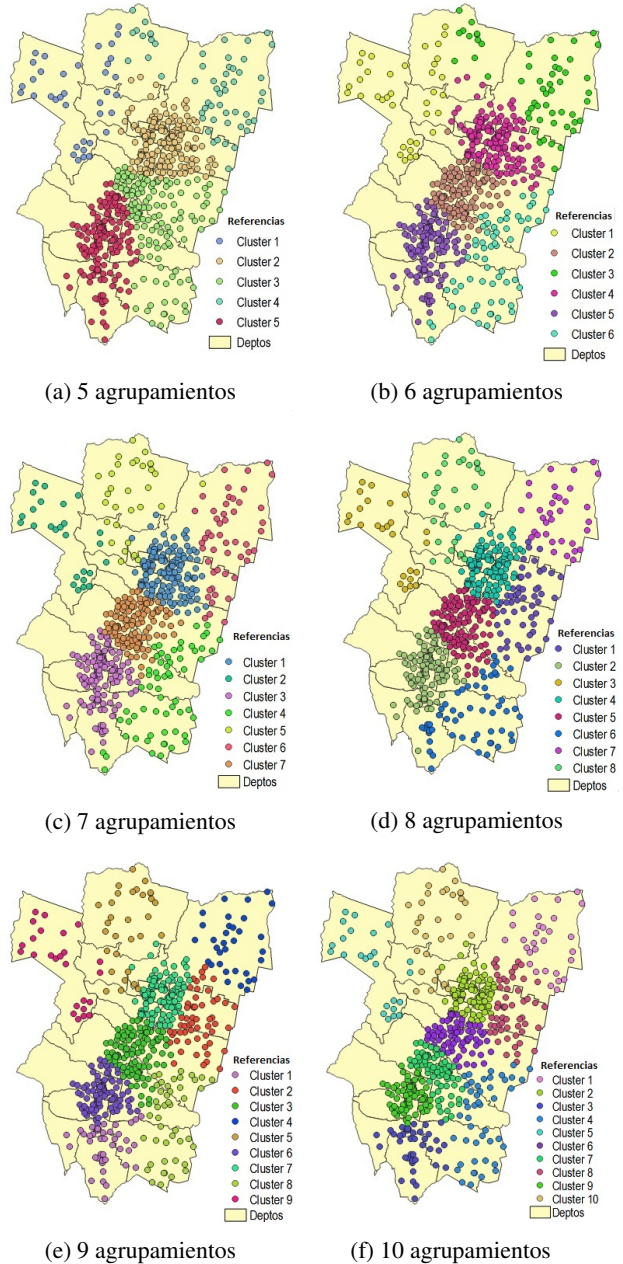 Referencias
Cluster 1
Cluster 2
Cluster 3
Cluster 4
Cluster 5
Deptos
(a) 5 agrupamientos
Referencias
Cluster 1
Cluster 2
Cluster 3
Cluster 4
Cluster 5
Cluster 6
Deptos
(b) 6 agrupamientos
Referencias
Cluster 1
Cluster 2
Cluster 3
Cluster 4
Cluster 5
Cluster 6
Cluster 7
Deptos
(c) 7 agrupamientos
Referencias
Cluster 1
Cluster 2
Cluster 3
Cluster 4
Cluster 5
Cluster 6
Cluster 7
Cluster 8
Deptos
(d) 8 agrupamientos
Referencias
Cluster 1
Cluster 2
Cluster 3
Cluster 4
Cluster 5
Cluster 6
Cluster 7
Cluster 8
Cluster 9
Deptos
(e) 9 agrupamientos
Referencias
Cluster 1
Cluster 2
Cluster 3
Cluster 4
Cluster 5
Cluster 6
Cluster 7
Cluster 8
Cluster 9
Cluster 10
Deptos
(f) 10 agrupamientos